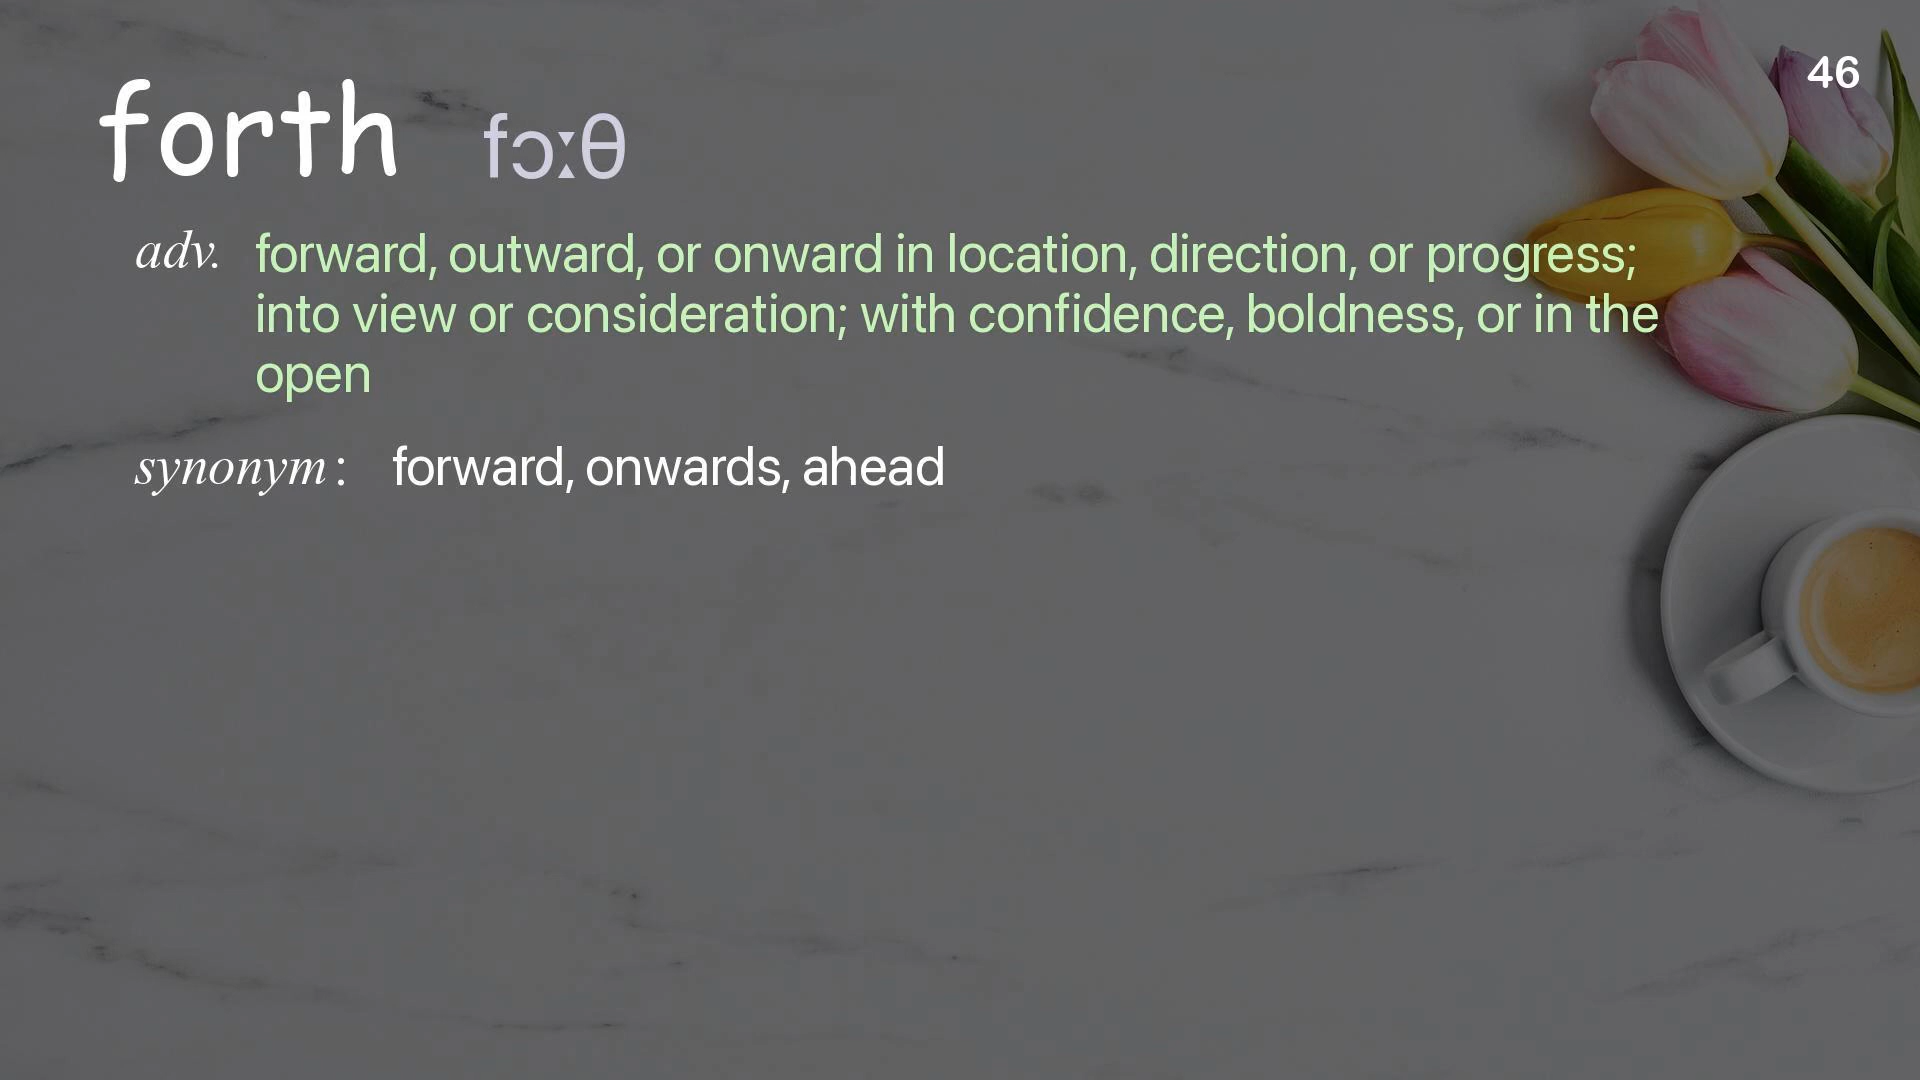 46
forth fɔːθ
adv. forward, outward, or onward in location, direction, or progress;
into view or consideration; with confidence, boldness, or in the
open
synonym : forward, onwards, ahead